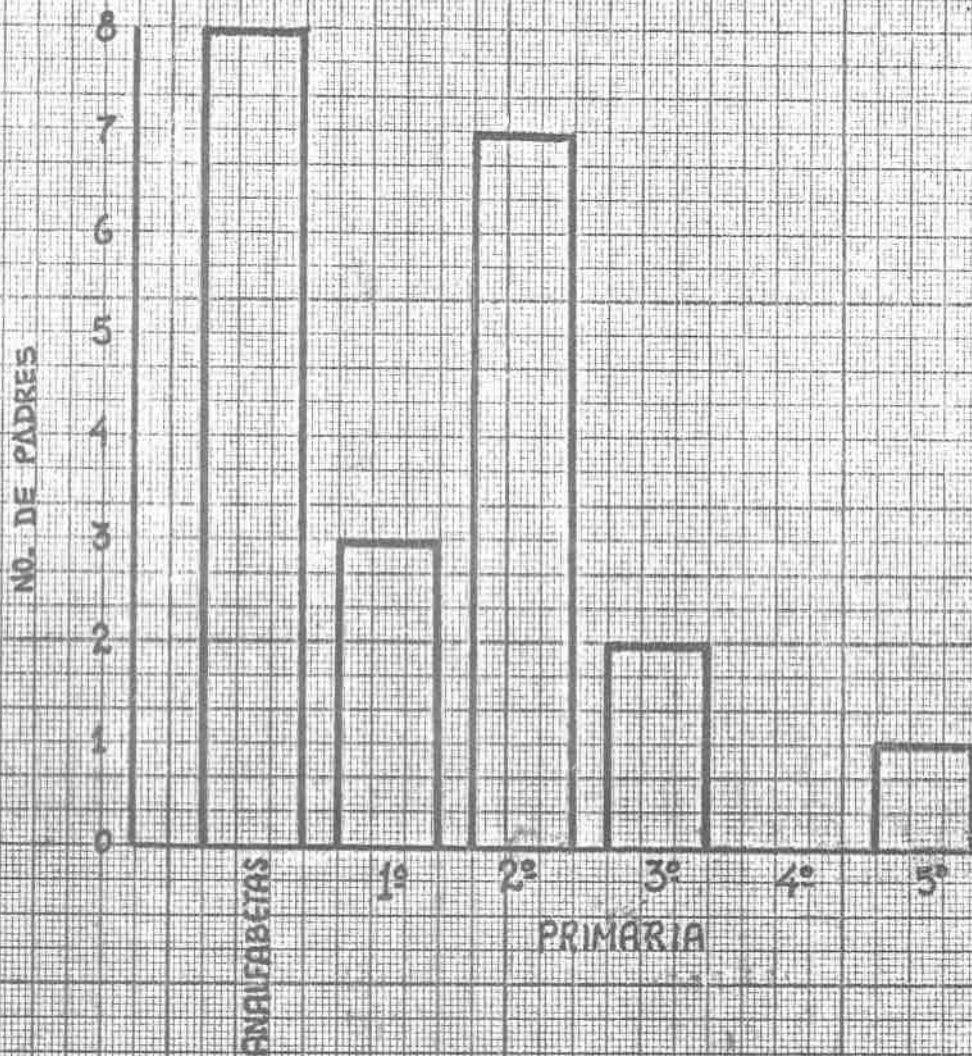 8
7
6
5
4
3
2
1
0
NO. DE PADRES
ANALFABETAS
1º
2º
3º
4º
5º
PRIMARIA